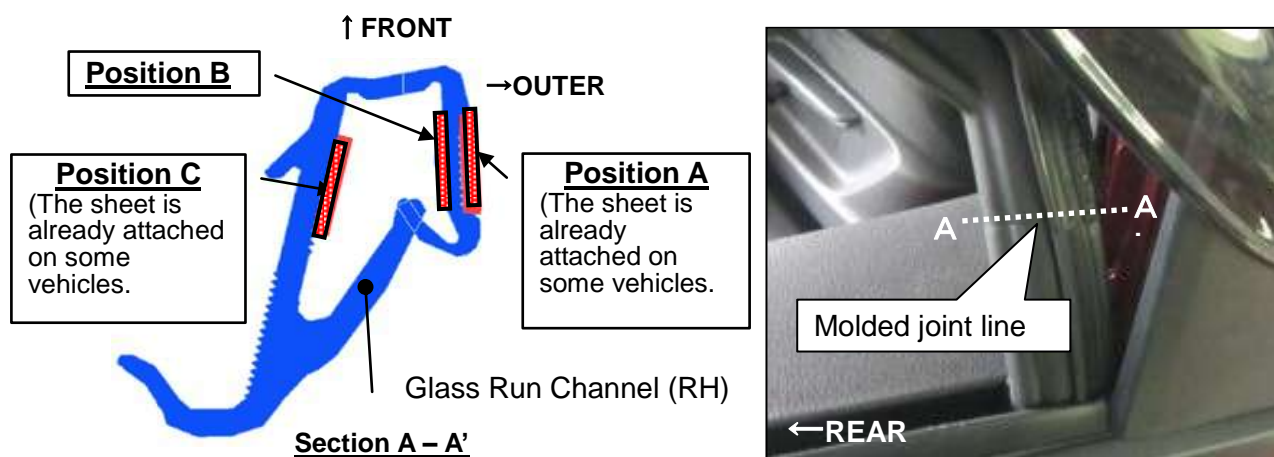 ↑ FRONT
Position B
→OUTER
Position C
(The sheet is
already attached
on some
vehicles.
Position A
(The sheet is
already
attached on
some vehicles.
Glass Run Channel (RH)
Section A – A'
A
A
Molded joint line
←REAR